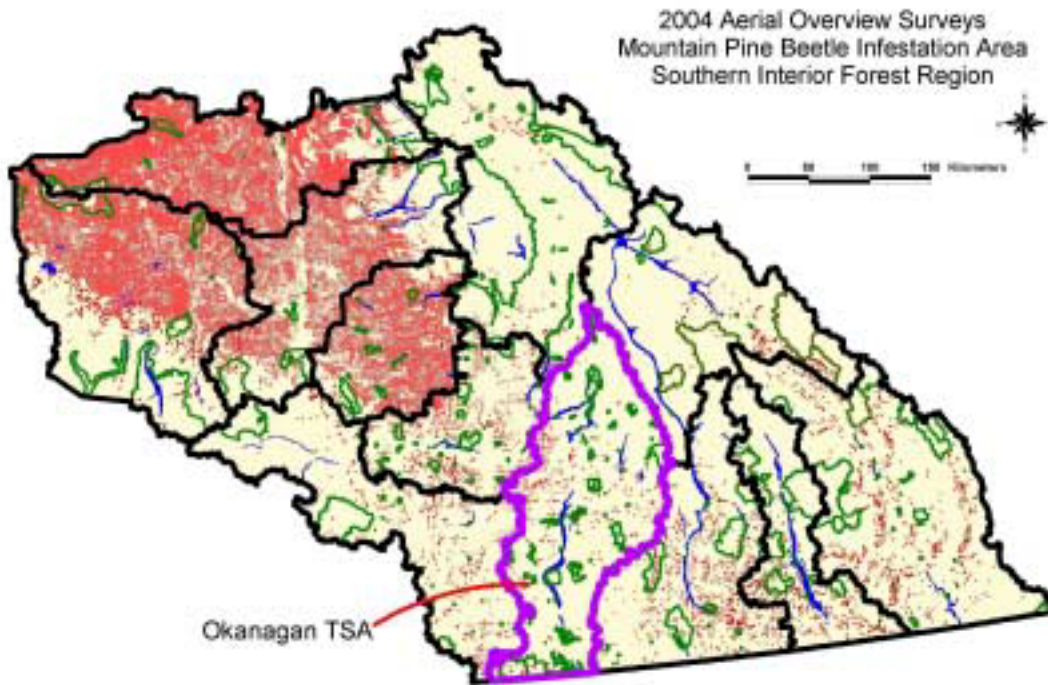 2004 Aerial Overview Surveys
Mountain Pine Beetle Infestation Area
Southern Interior Forest Region
0 50 100 150 Kilometers
Okanagan TSA